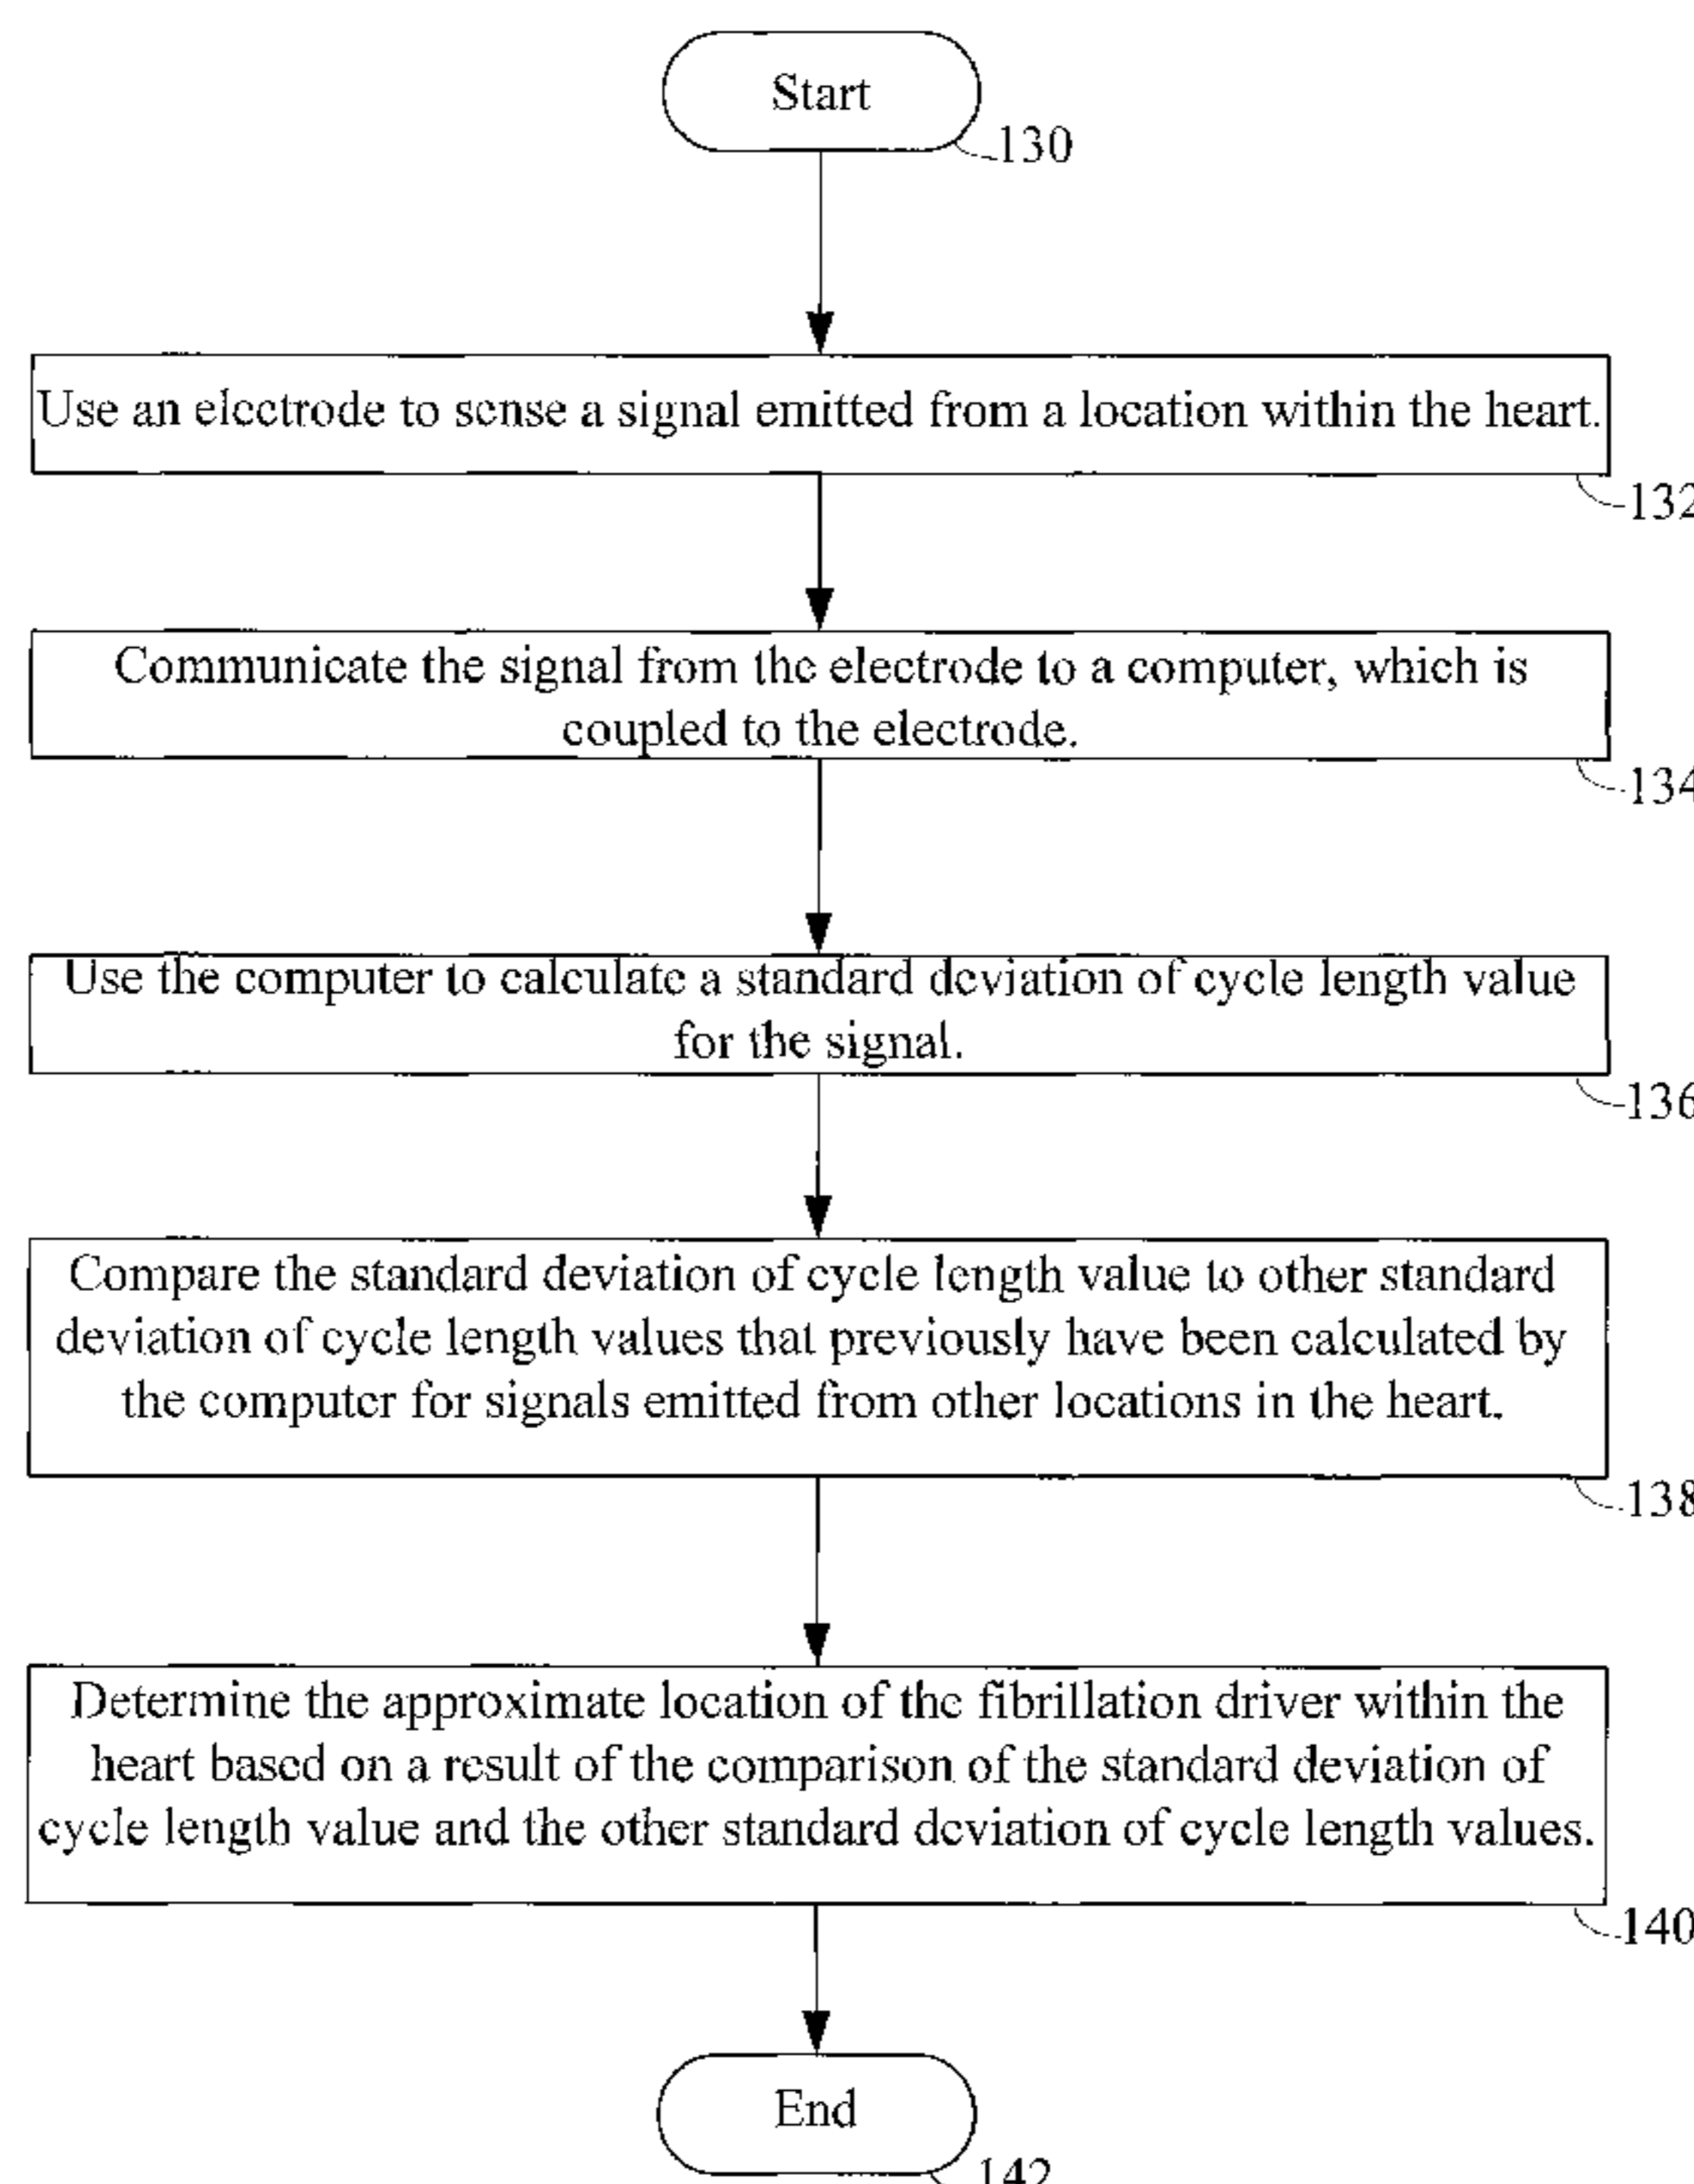 Start
130
Use an electrode to sense a signal emitted from a location within the heart.
132
Communicate the signal from the electrode to a computer, which is
coupled to the electrode.
134
Use the computer to calculate a standard deviation of cycle length value
for the signal.
136
Compare the standard deviation of cycle length value to other standard
deviation of cycle length values that previously have been calculated by
the computer for signals emitted from other locations in the heart.
138
Determine the approximate location of the fibrillation driver within the
heart based on a result of the comparison of the standard deviation of
cycle length value and the other standard deviation of cycle length values.
140
End
142